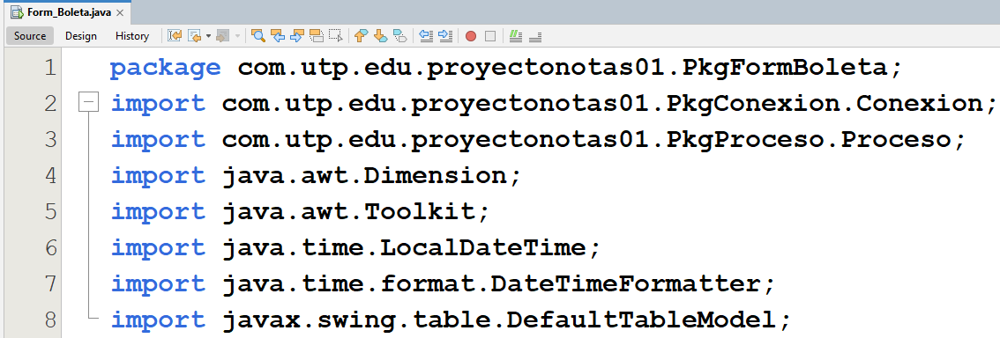 Form_Boleta.java
Source Design History
1 package com.utp.edu.proyectonotas01.PkgFormBoleta;
2 import com.utp.edu.proyectonotas01.PkgConexion.Conexion;
3 import com.utp.edu.proyectonotas01.PkgProceso.Proceso;
4 import java.awt.Dimension;
5 import java.awt.Toolkit;
6 import java.time.LocalDateTime;
7 import java.time.format.DateTimeFormatter;
8 import javax.swing.table.DefaultTableModel;